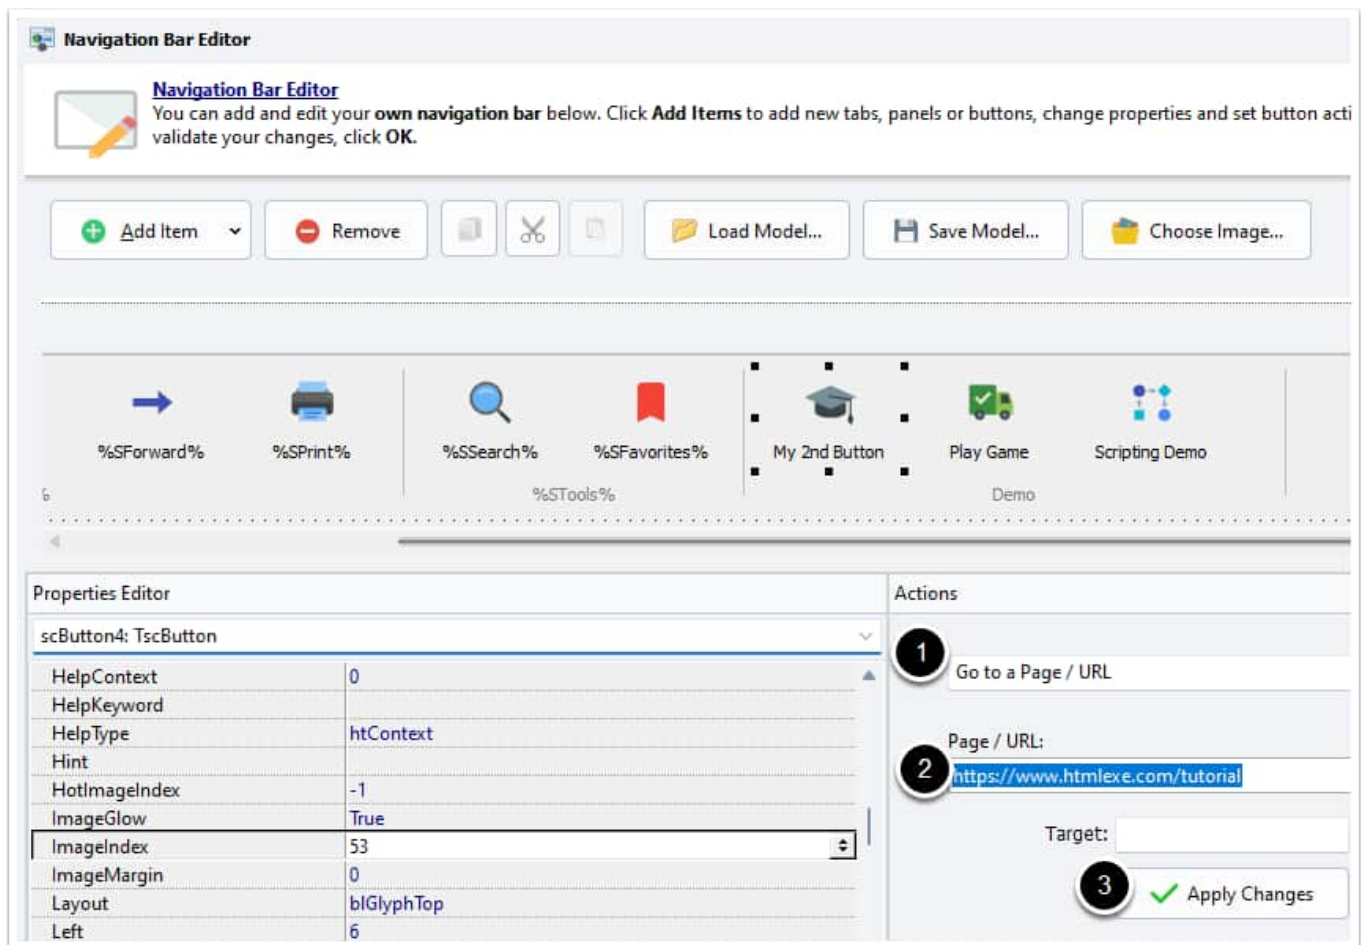 Navigation Bar Editor
Navigation Bar Editor
You can add and edit your own navigation bar below. Click Add Items to add new tabs, panels or buttons, change properties and set button acti
validate your changes, click OK.
Add Item
Remove
Load Model...
Save Model...
Choose Image...
%SForward%
%SPrint%
%SSearch%
%SFavorites%
My 2nd Button
Play Game
Scripting Demo
%
%STools%
Demo
Properties Editor
scButton4: TscButton
HelpContext 0
HelpKeyword
HelpType htContext
Hint
HotImageIndex -1
ImageGlow True
ImageIndex 53
ImageMargin 0
Layout blGlyphTop
Left 6
Actions
1
Go to a Page / URL
Page / URL:
2
https://www.htmlexe.com/tutorial
Target:
3
Apply Changes